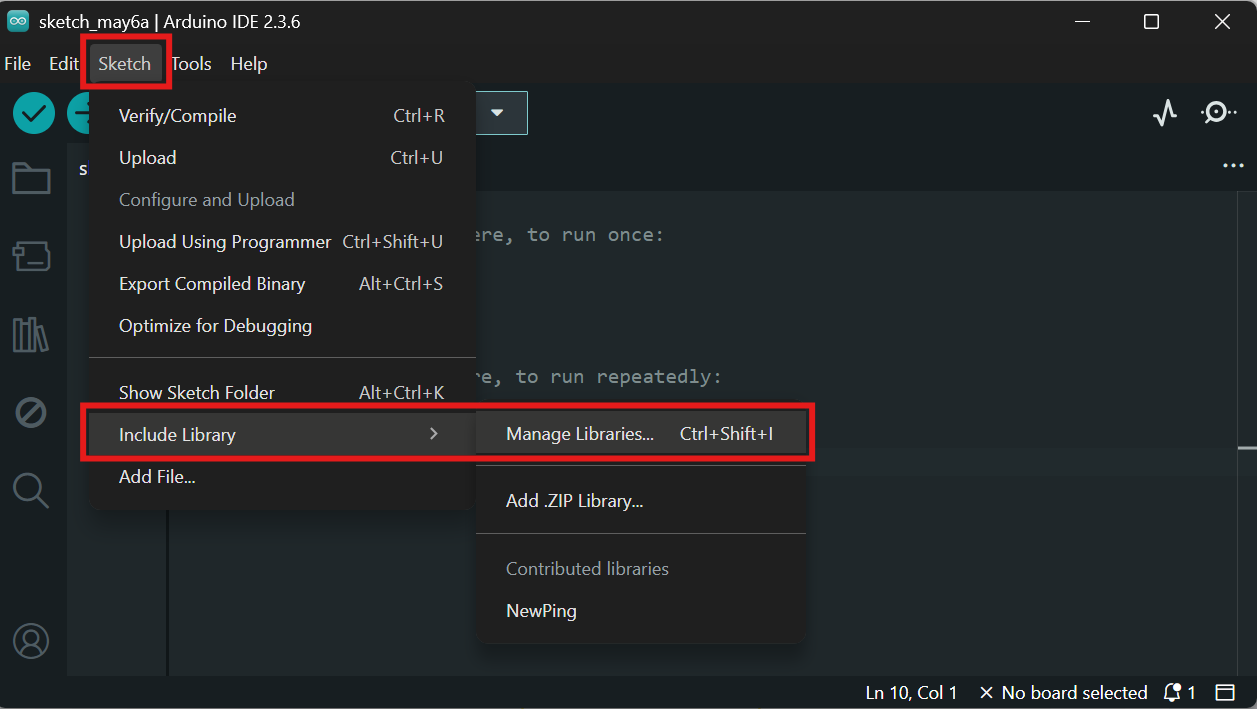 sketch_may6a | Arduino IDE 2.3.6
File Edit Sketch Tools Help
Verify/Compile Ctrl+R
Upload Ctrl+U
Configure and Upload
Upload Using Programmer Ctrl+Shift+U
ere, to run once:
Export Compiled Binary Alt+Ctrl+S
Optimize for Debugging
re, to run repeatedly:
Show Sketch Folder Alt+Ctrl+K
Include Library Manage Libraries... Ctrl+Shift+I
Add File...
Add .ZIP Library...
Contributed libraries
NewPing
Ln 10, Col 1 No board selected 1